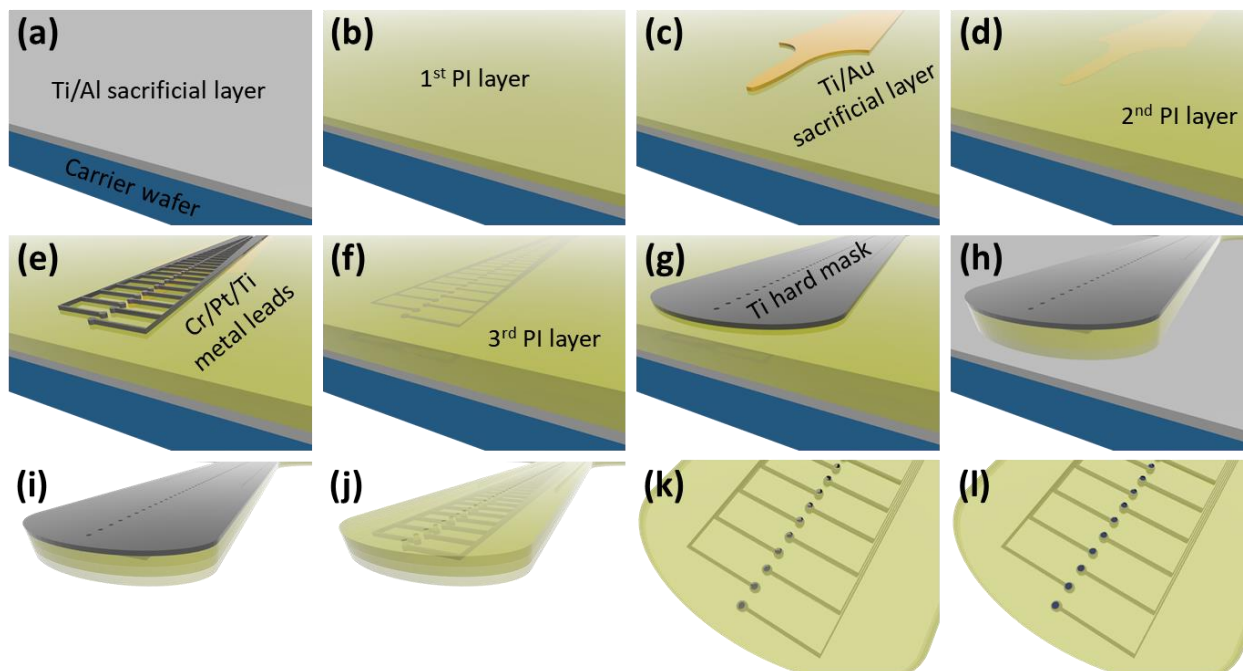 (a)
Ti/Al sacrificial layer
Carrier wafer
(b)
1st PI layer
(c)
Ti/Au
sacrificial layer
(d)
2nd PI layer
(e)
Cr/Pt/Ti
metal leads
(f)
3rd PI layer
(g)
Ti hard mask
(h)
(i)
(j)
(k)
(l)